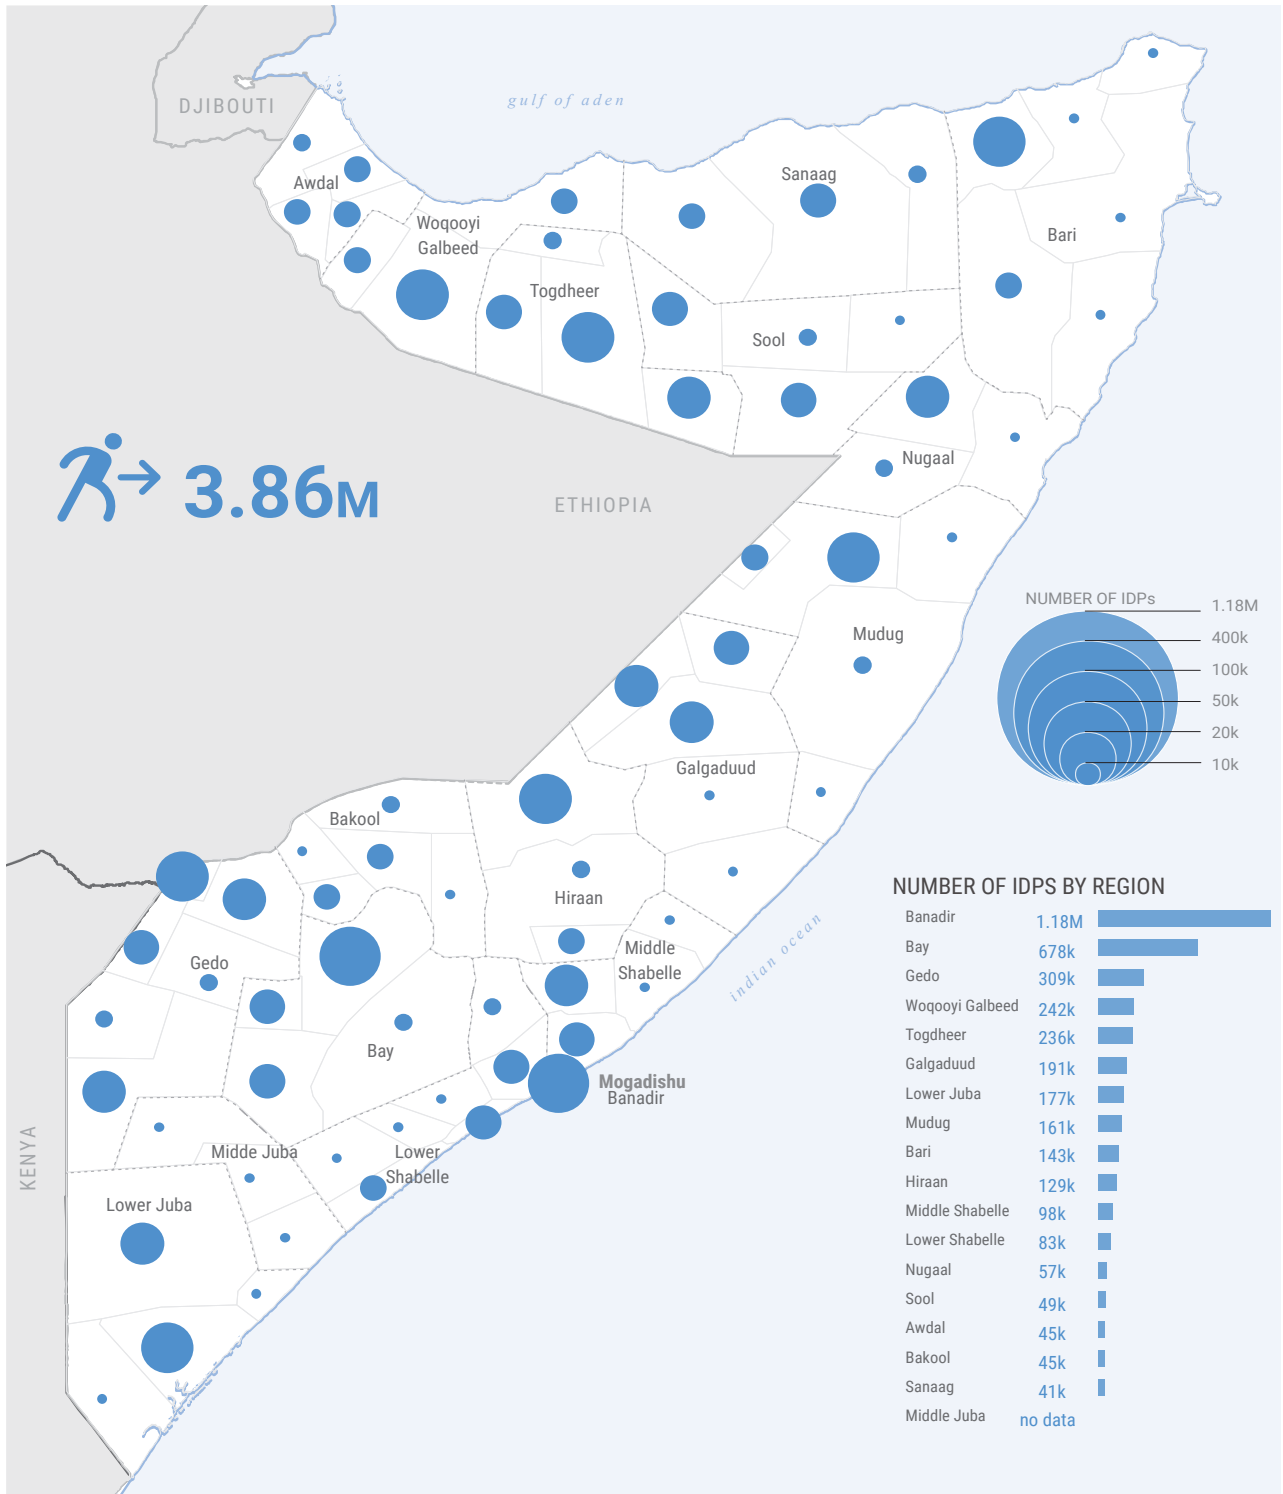 DJIBOUTI
gulf of aden
Awdal
Woqooyi
Galbeed
Sanaag
Bari
Togdheer
Sool
Nugaal
3.86M
ETHIOPIA
Mudug
NUMBER OF IDPs
1.18M
400k
100k
50k
20k
10k
Galgaduud
Bakool
Hiraan
Middle
Shabelle
indian ocean
Gedo
Bay
Mogadishu
Banadir
KENYA
Midde Juba
Lower
Shabelle
Lower Juba
NUMBER OF IDPS BY REGION
Banadir 1.18M
Bay 678k
Gedo 309k
Woqooyi Galbeed 242k
Togdheer 236k
Galgaduud 191k
Lower Juba 177k
Mudug 161k
Bari 143k
Hiraan 129k
Middle Shabelle 98k
Lower Shabelle 83k
Nugaal 57k
Sool 49k
Awdal 45k
Bakool 45k
Sanaag 41k
Middle Juba no data